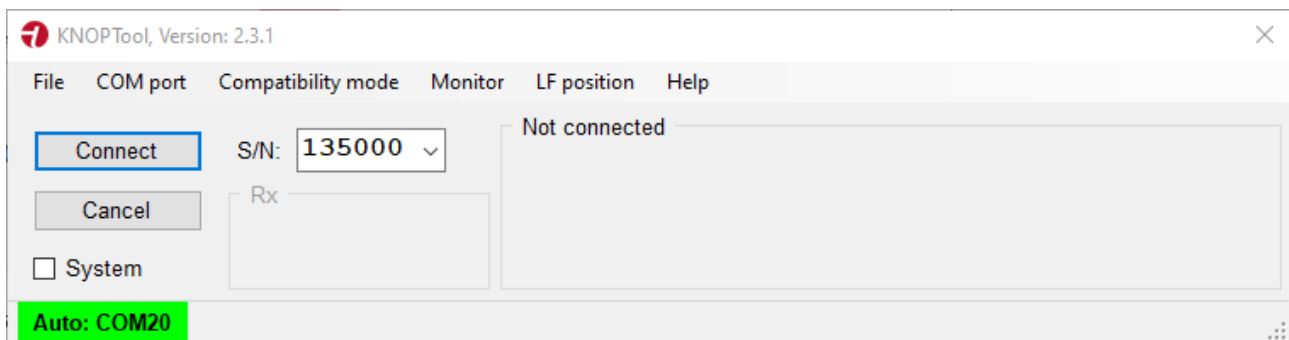 KNOPTool, Version: 2.3.1
File COM port Compatibility mode Monitor LF position Help
Connect S/N: 135000 Not connected
Cancel Rx
System
Auto: COM20